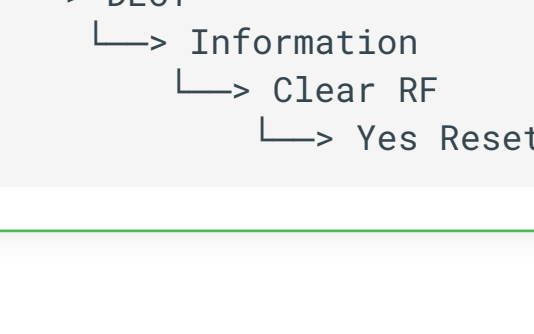 └──> Information
└──> Clear RF
└──> Yes Reset